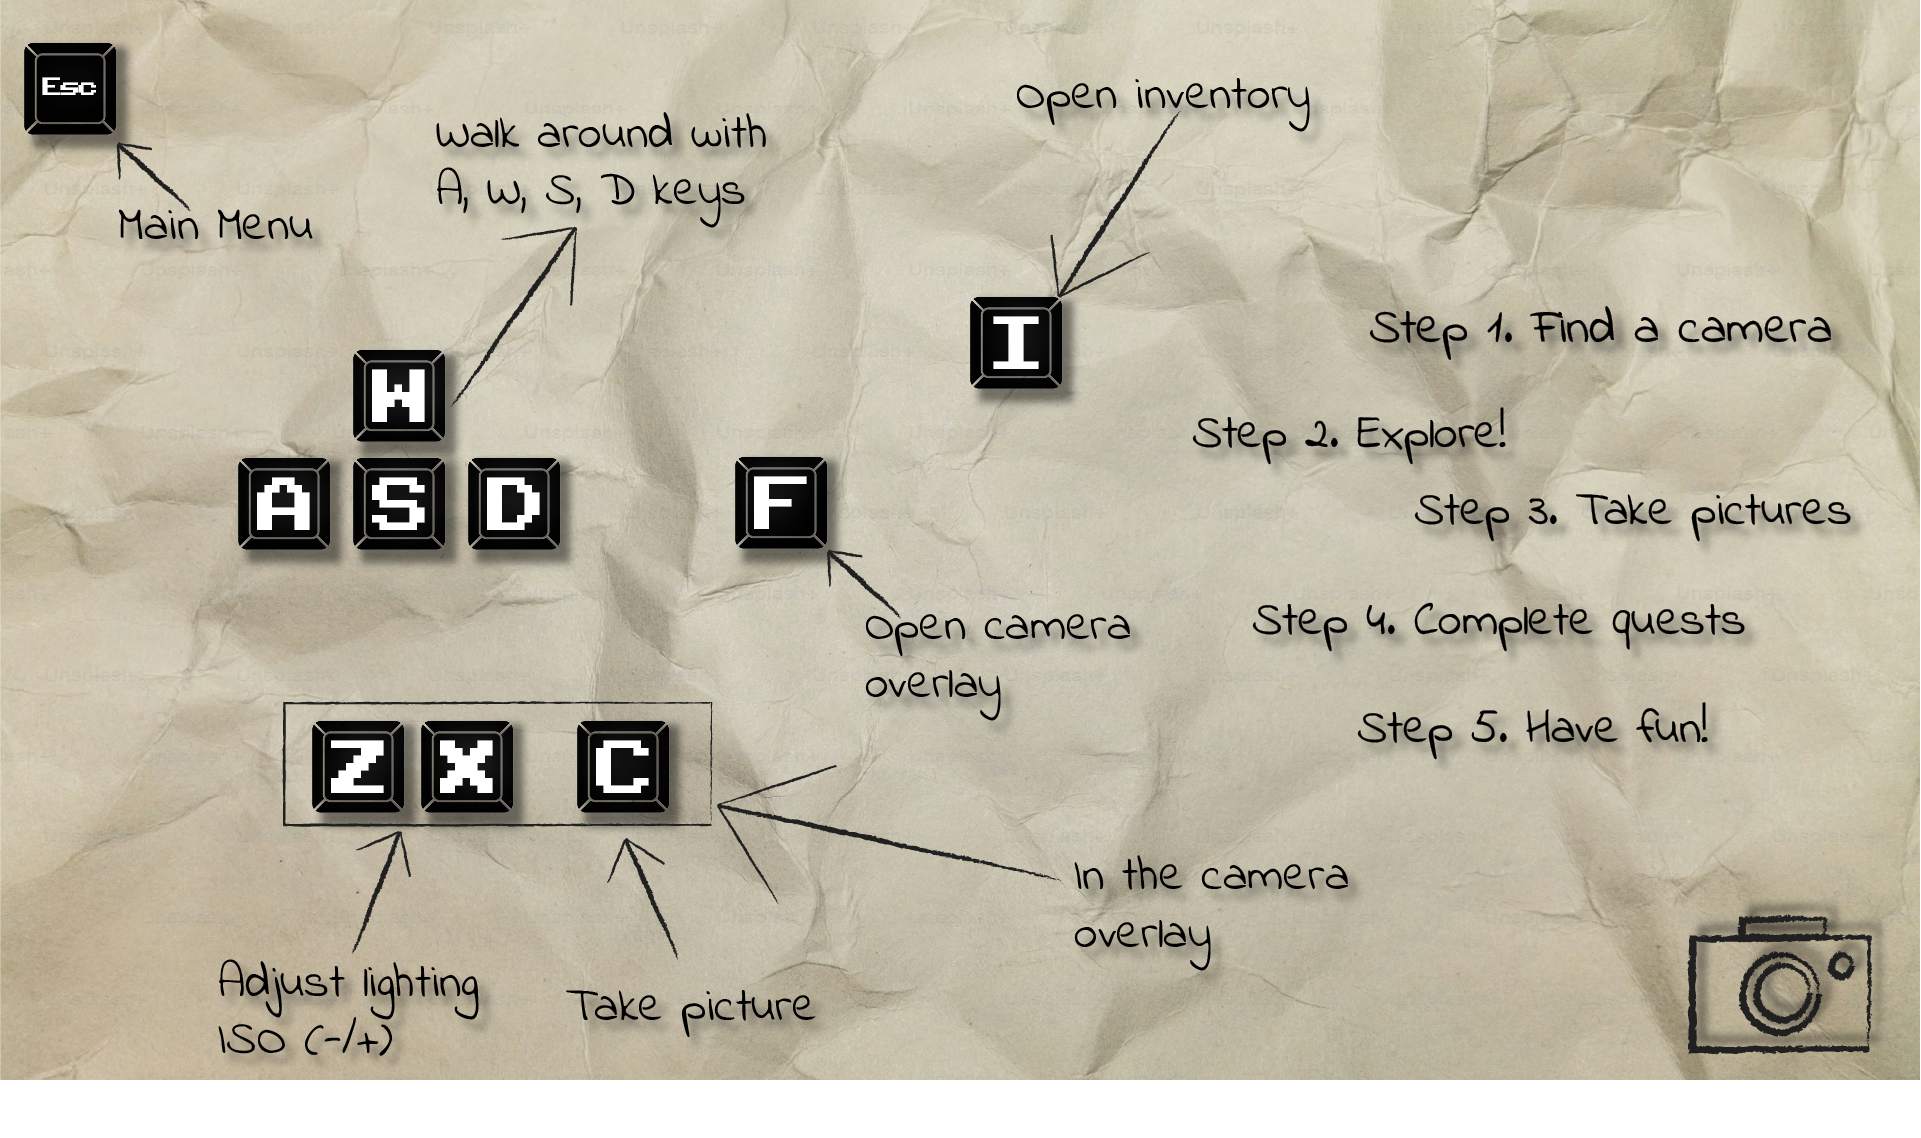 Esc
Main Menu
Walk around with
A, W, S, D keys
Open inventory
I
W
A S D
F
Open camera
overlay
Z X C
In the camera
overlay
Adjust lighting
ISO (-/+)
Take picture
Step 1. Find a camera
Step 2. Explore!
Step 3. Take pictures
Step 4. Complete quests
Step 5. Have fun!
Unsplash+